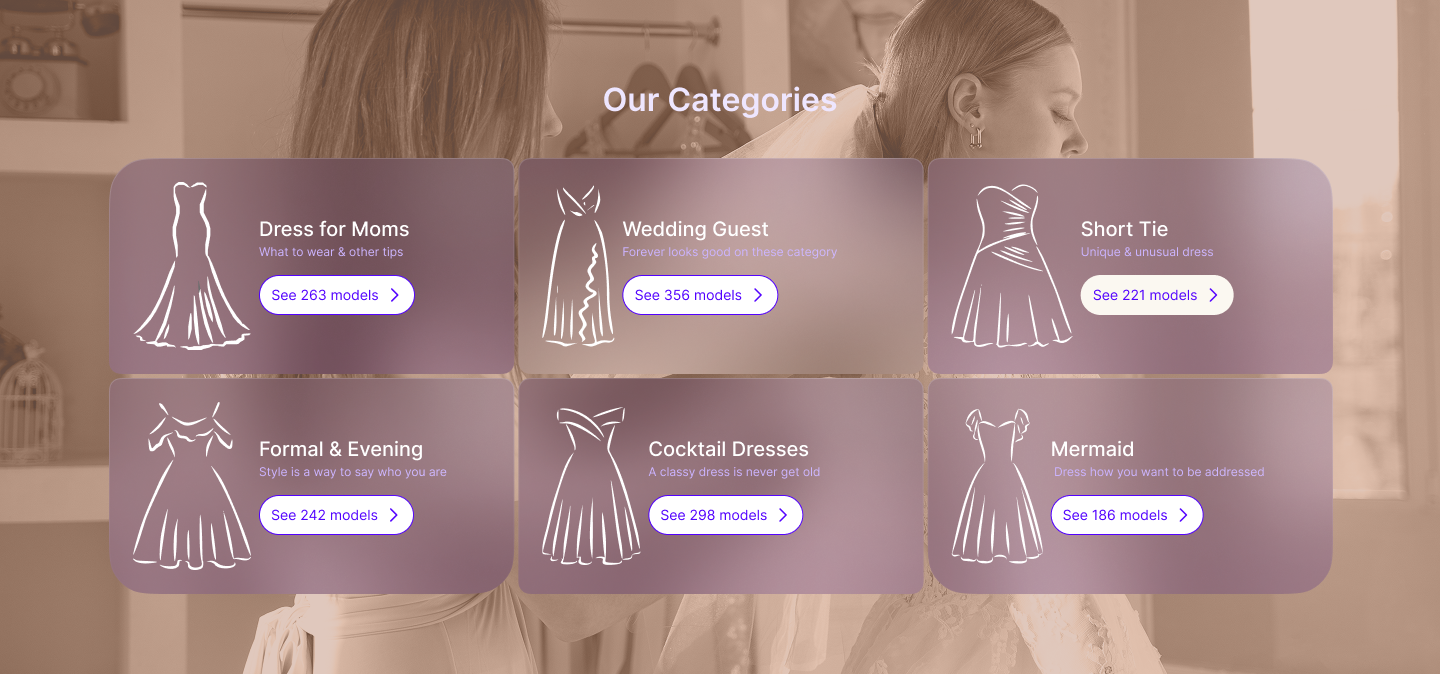 Our Categories
Dress for Moms
What to wear & other tips
See 263 models
Wedding Guest
Forever looks good on these category
See 356 models
Short Tie
Unique & unusual dress
See 221 models
Formal & Evening
Style is a way to say who you are
See 242 models
Cocktail Dresses
A classy dress is never get old
See 298 models
Mermaid
Dress how you want to be addressed
See 186 models